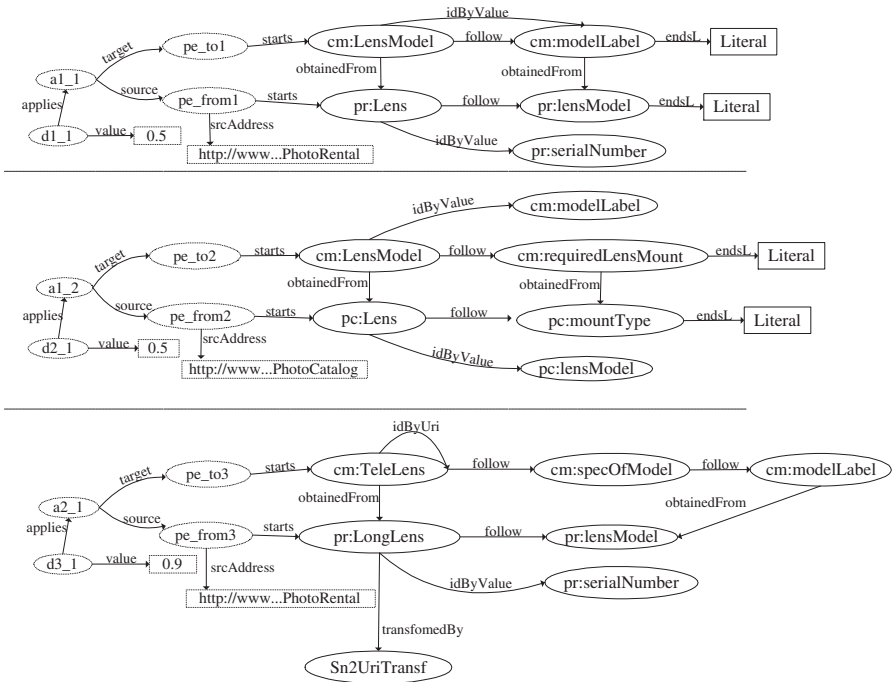 idByValue
pe_to1 starts cm:LensModel follow cm:modelLabel endsL Literal
target
a1_1 obtainedFrom obtainedFrom
source
applies pe_from1 starts pr:Lens follow pr:lensModel endsL Literal
srcAddress
d1_1 value 0.5
http://www...PhotoRental idByValue pr:serialNumber
idByValue cm:modelLabel
pe_to2 starts cm:LensModel follow cm:requiredLensMount endsL Literal
target
a1_2 obtainedFrom obtainedFrom
source
applies pe_from2 starts pc:Lens follow pc:mountType endsL Literal
srcAddress
d2_1 value 0.5
http://www...PhotoCatalog idByValue pc:lensModel
idByUri
pe_to3 starts cm:TeleLens follow cm:specOfModel follow cm:modelLabel
target
a2_1 obtainedFrom obtainedFrom
source
applies pe_from3 starts pr:LongLens follow pr:lensModel
srcAddress
d3_1 value 0.9
idByValue pr:serialNumber
http://www...PhotoRental
transfomedBy
Sn2UriTransf